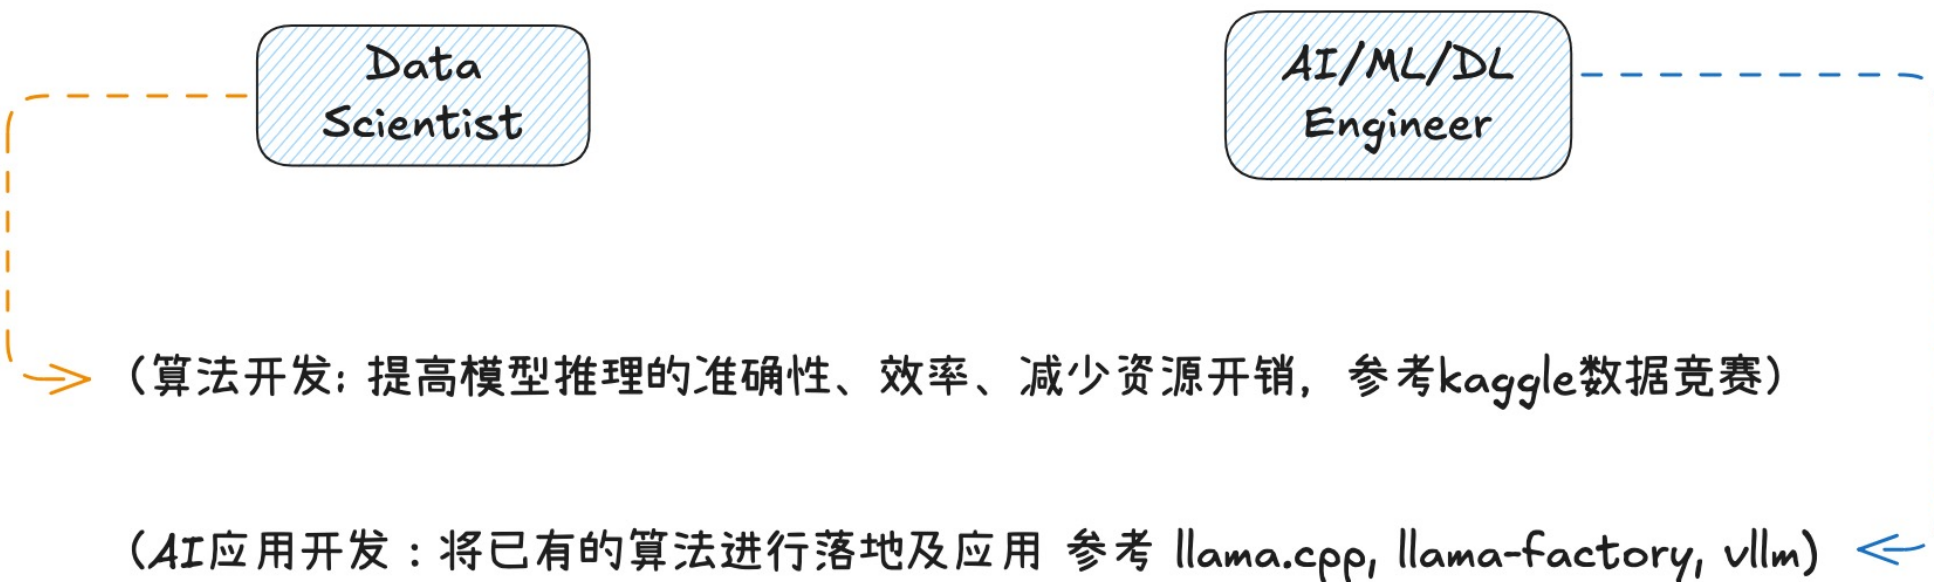 Data
Scientist
AI/ML/DL
Engineer
（算法开发: 提高模型推理的准确性、效率、减少资源开销， 参考kaggle数据竞赛）
（AI应用开发 : 将已有的算法进行落地及应用 参考 llama.cpp, llama-factory, vllm)